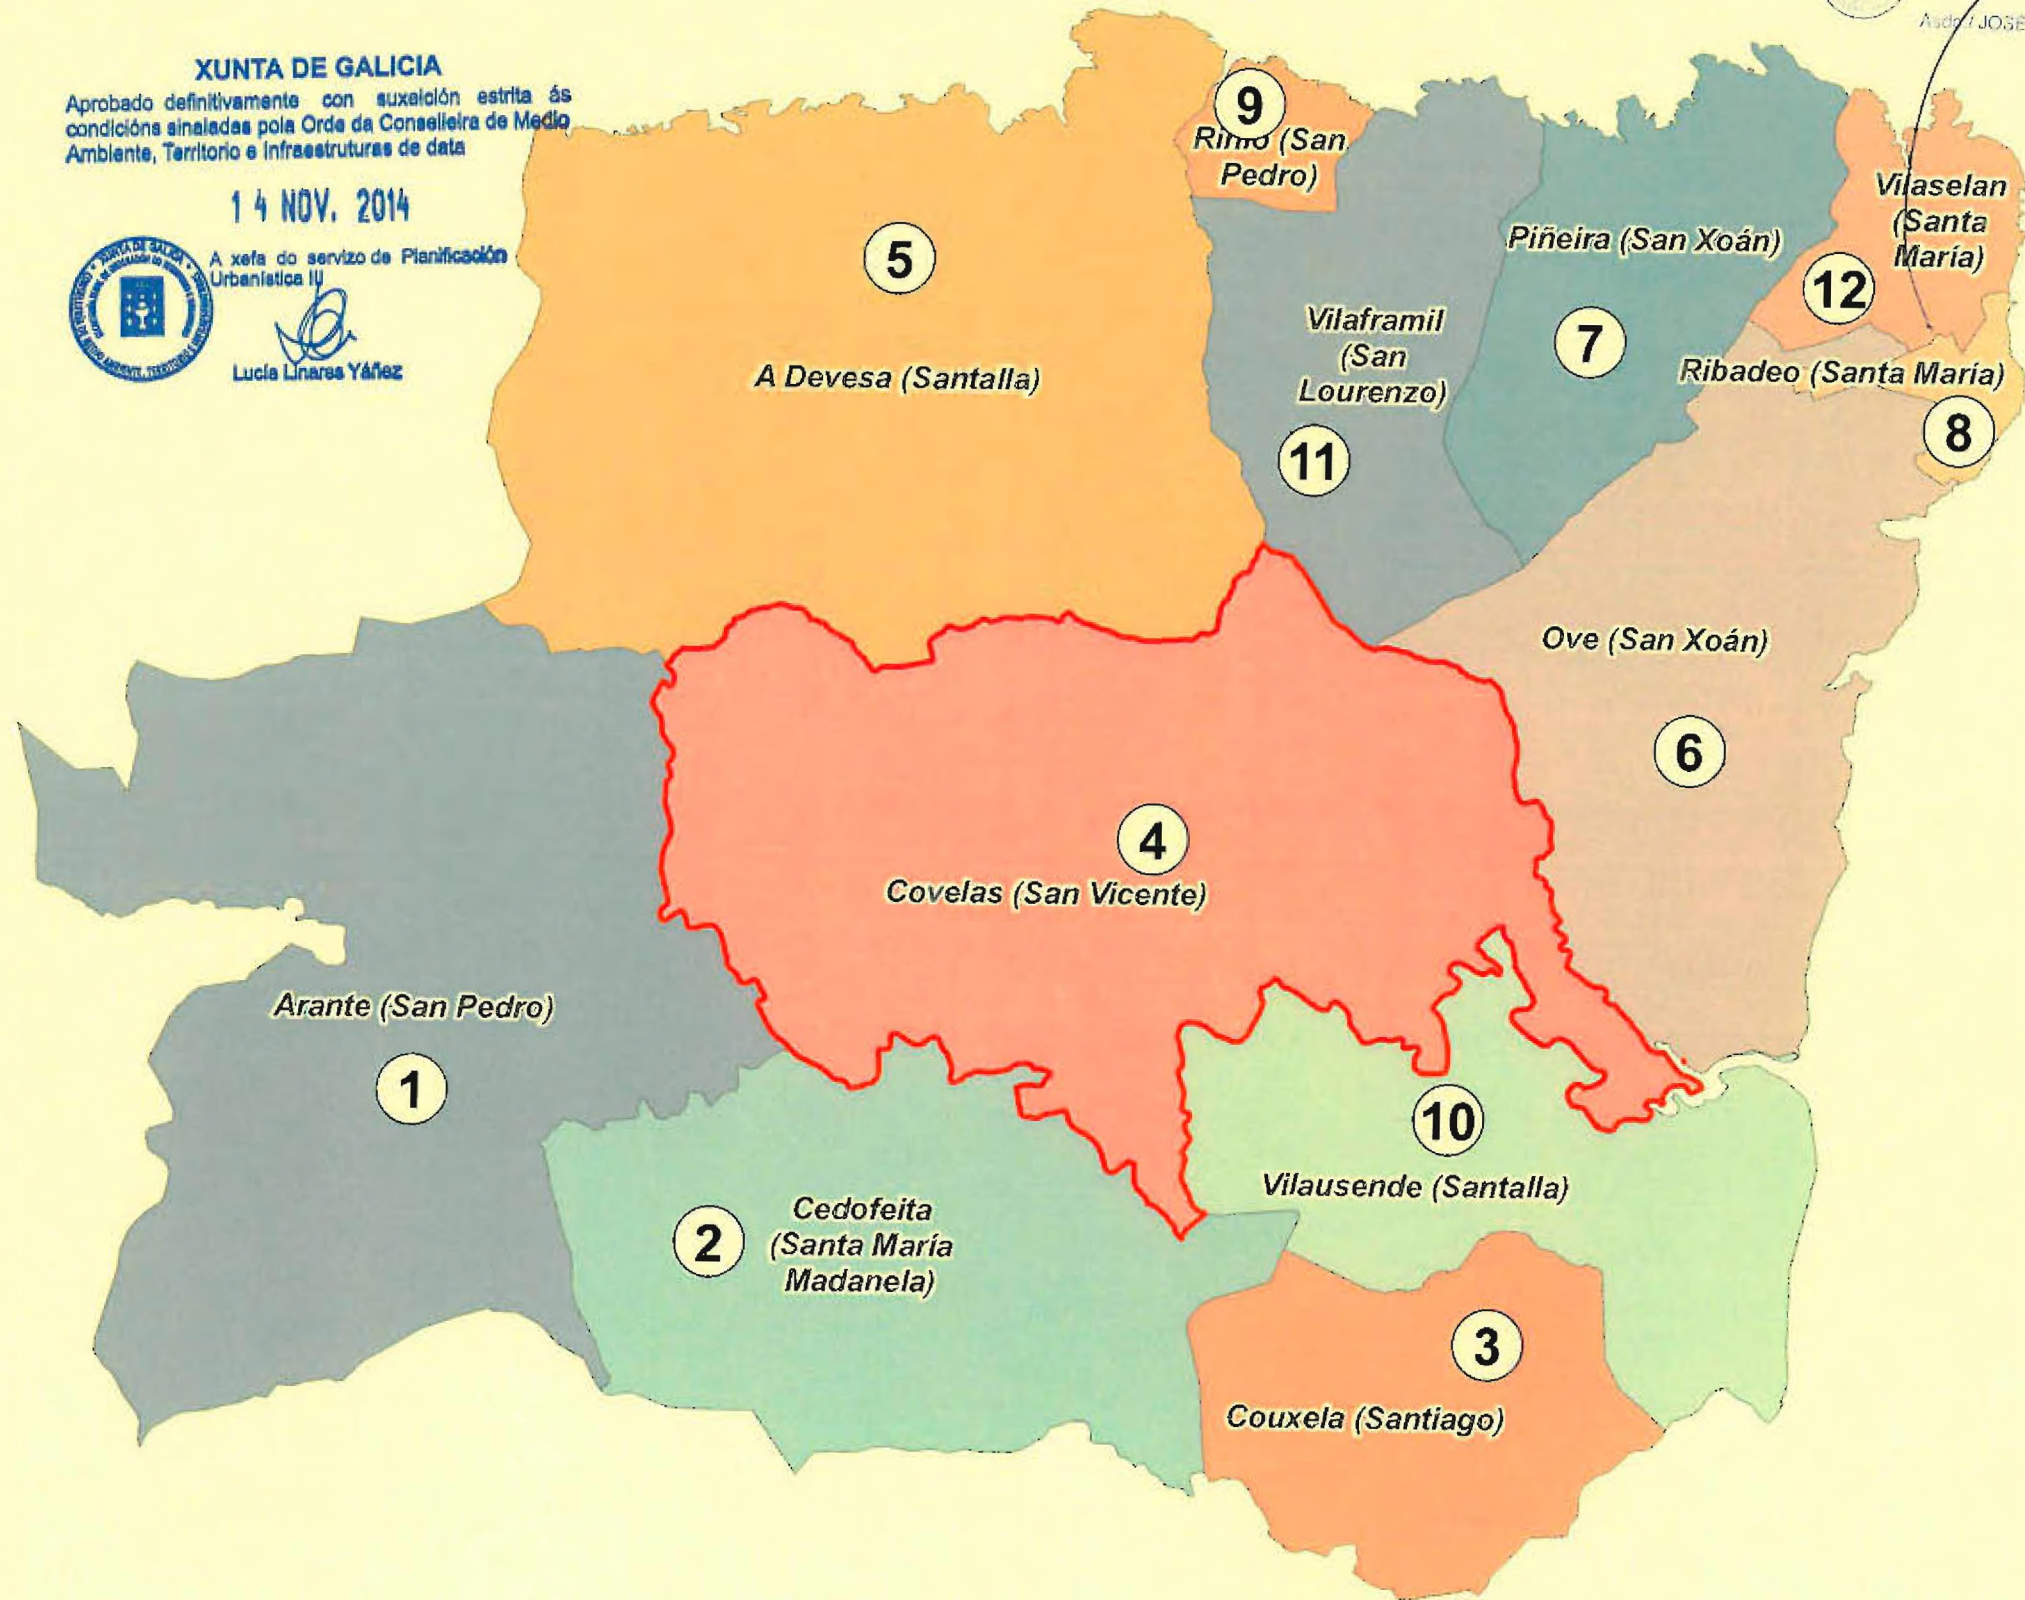 XUNTA DE GALICIA
Aprobado definitivamente con suxeición estrita ás
condicións sinaladas pola Orde da Conselleira de Medio
Ambiente, Territorio e Infraestruturas de data
14 NOV. 2014
A xefa do servizo de Planificación
Urbanística IV
Lucía Linares Yáñez
9
(San
Pedro)
Vilaselan
(Santa
María)
5
Piñeira (San Xoán)
12
Vilaframil
(San
Lourenzo)
7
A Devesa (Santalla)
Ribadeo (Santa María)
8
11
Ove (San Xoán)
6
4
Covelas (San Vicente)
Arante (San Pedro)
1
10
Vilausende (Santalla)
2
Cedofeita
(Santa María
Madanela)
3
Couxela (Santiago)